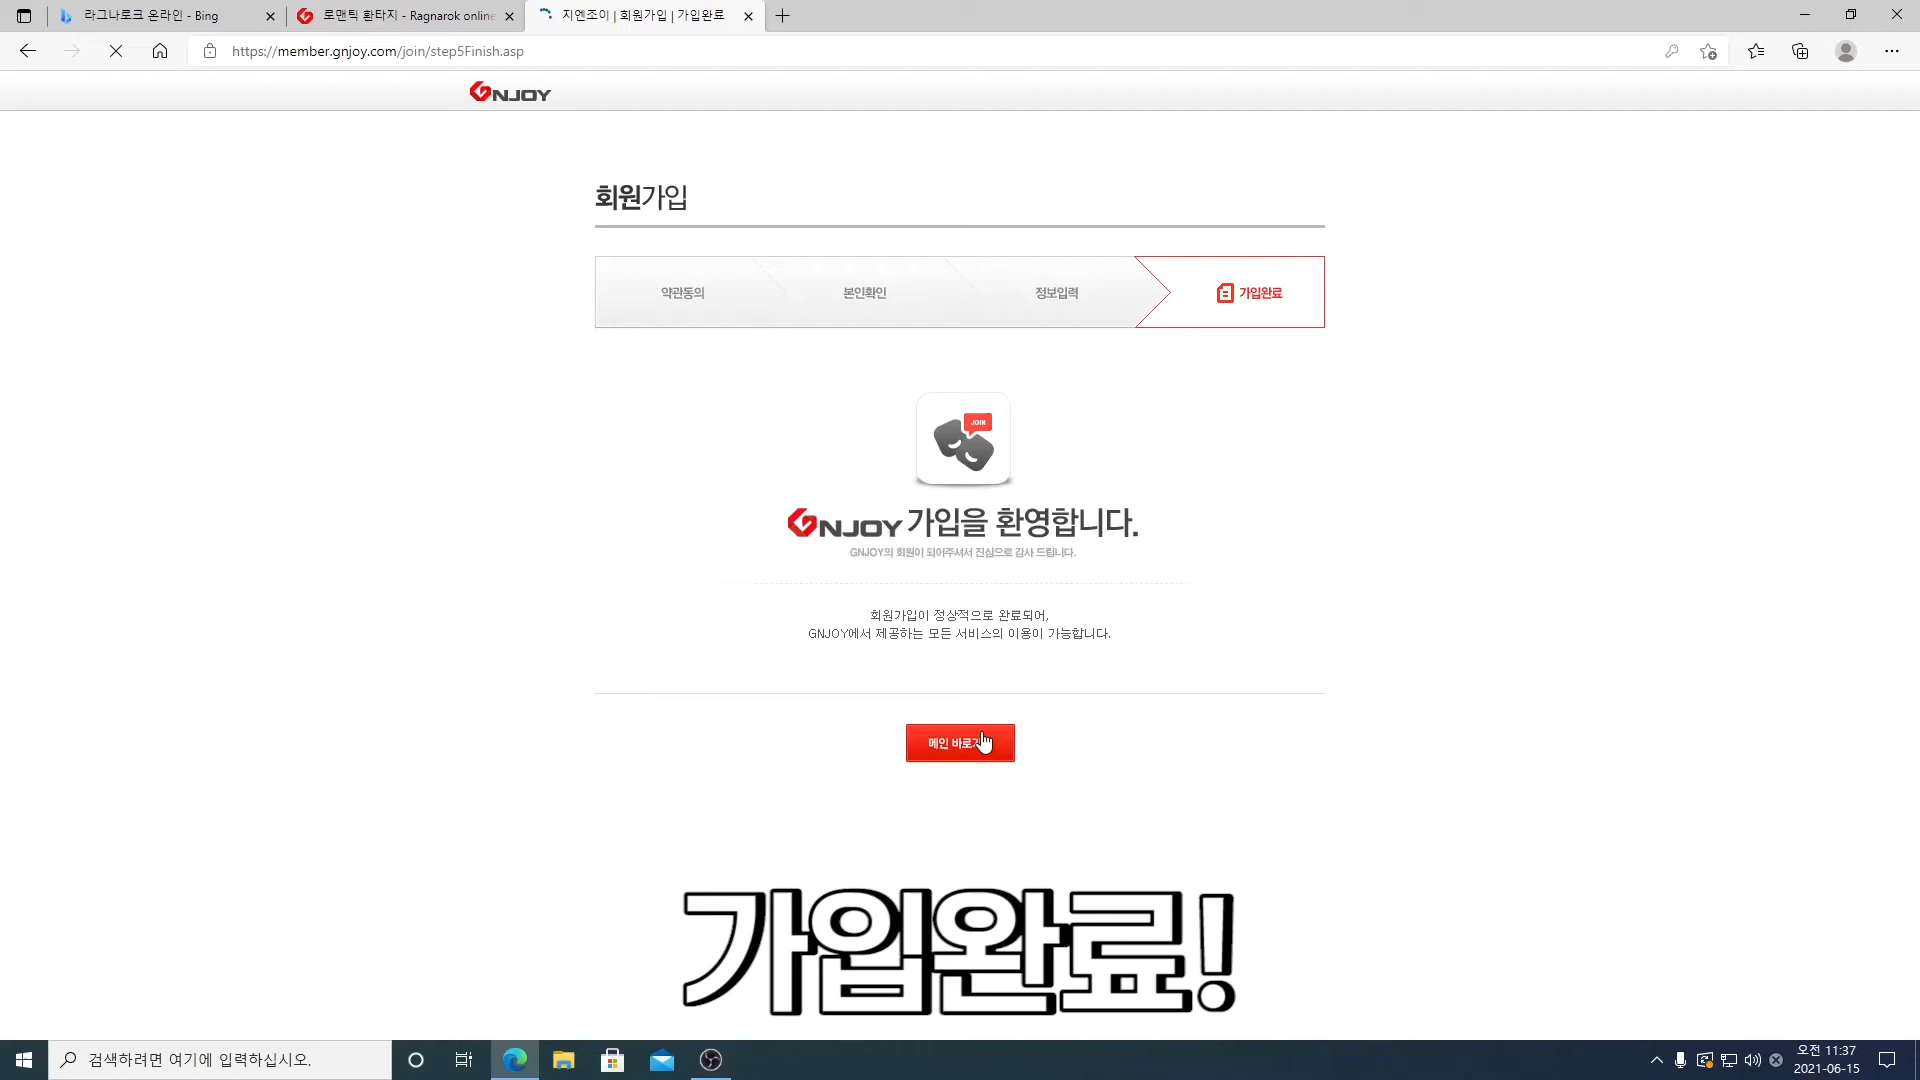 라그나로크 온라인 - Bing
로맨틱 환타지 - Ragnarok online
지엔조이 | 회원가입 | 가입완료
https://member.gnjoy.com/join/step5Finish.asp
GNJOY
회원가입
약관동의
본인확인
정보입력
가입완료
JOIN
GNJOY 가입을 환영합니다.
GNJOY의 회원이 되어주셔서 진심으로 감사 드립니다.
회원가입이 정상적으로 완료되어,
GNJOY에서 제공하는 모든 서비스의 이용이 가능합니다.
메인 바로
가입완료!
검색하려면 여기에 입력하십시오.
오전 11:37
2021-06-15